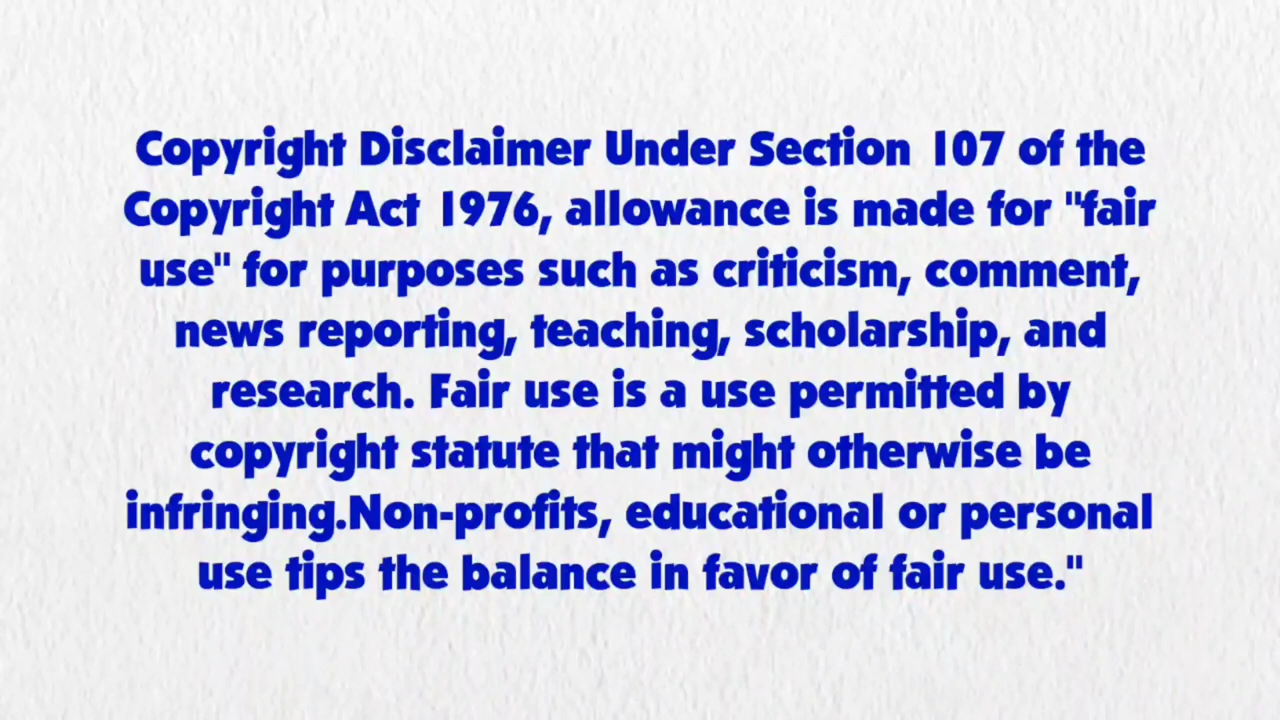 Copyright Disclaimer Under Section 107 of the
Copyright Act 1976, allowance is made for "fair
use" for purposes such as criticism, comment,
news reporting, teaching, scholarship, and
research. Fair use is a use permitted by
copyright statute that might otherwise be
infringing.Non-profits, educational or personal
use tips the balance in favor of fair use."